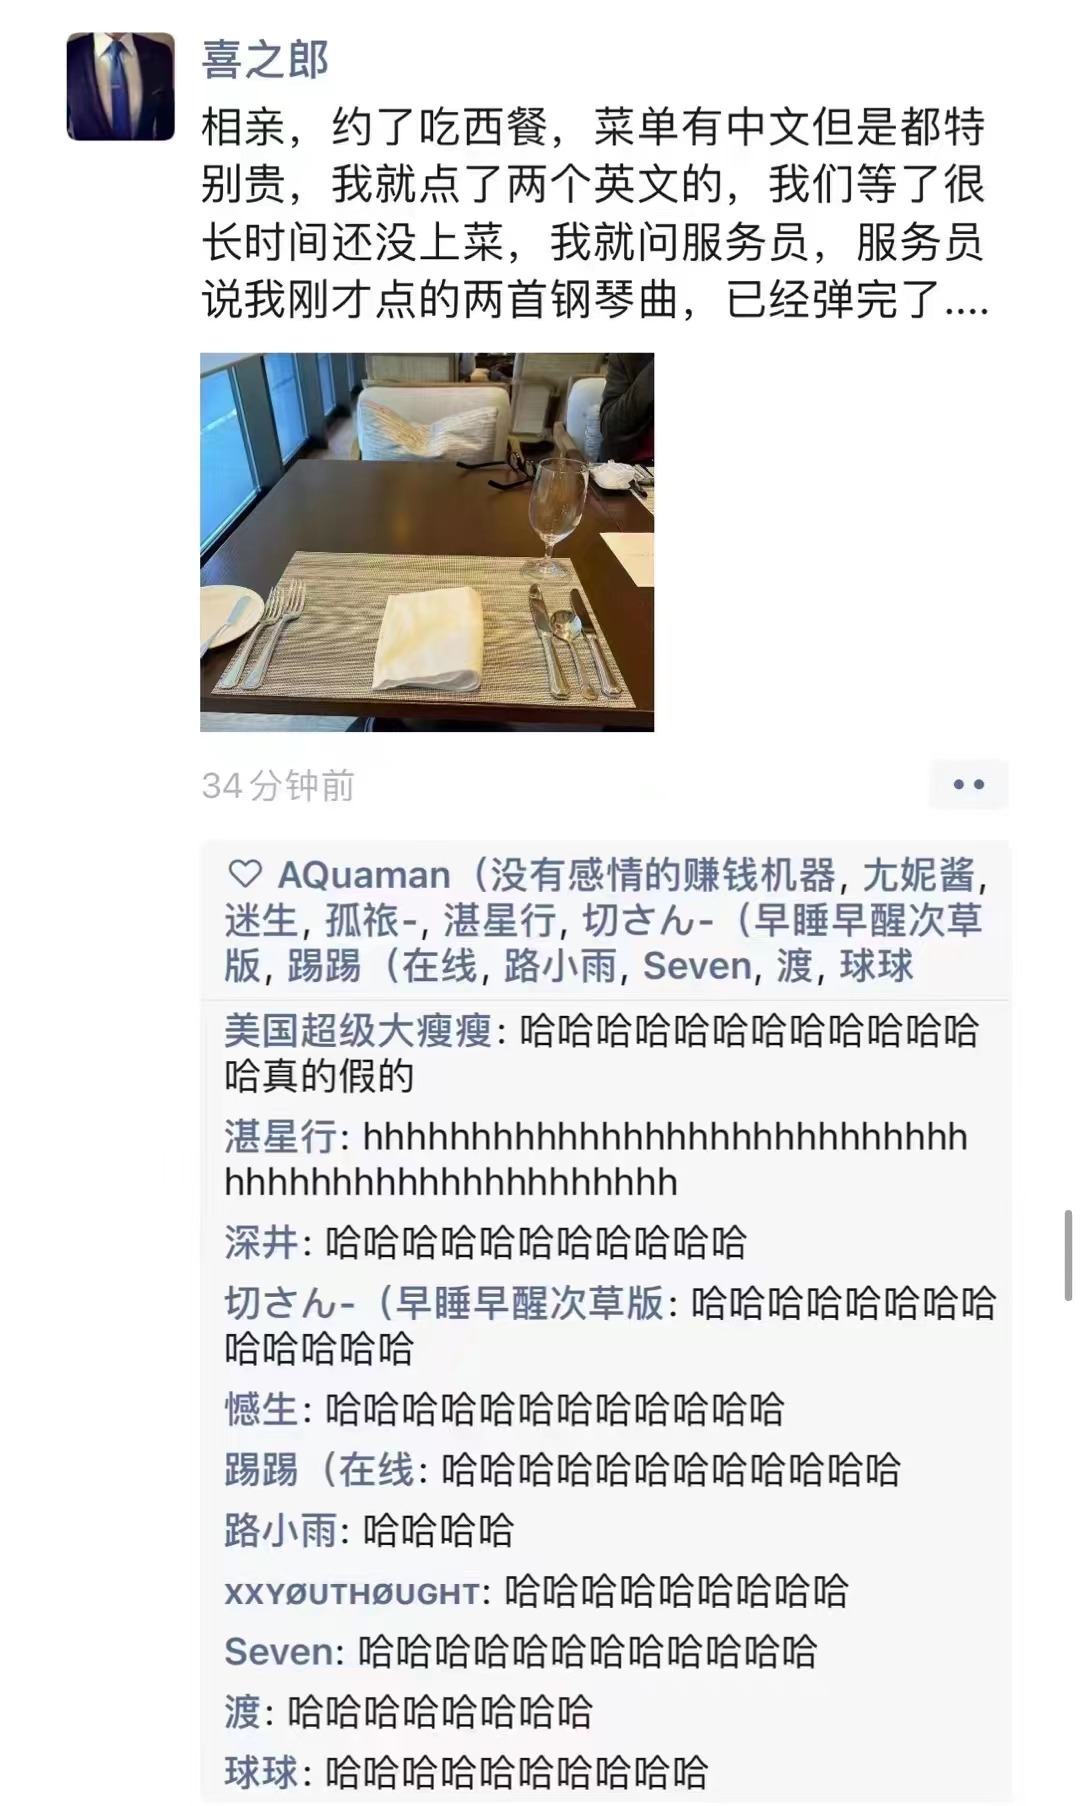 喜之郎
相亲，约了吃西餐，菜单有中文但是都特
别贵，我就点了两个英文的，我们等了很
长时间还没上菜，我就问服务员，服务员
说我刚才点的两首钢琴曲，已经弹完了....
34分钟前
AQuaman（没有感情的赚钱机器, 尢妮酱,
迷生, 孤袮-, 湛星行, 切さん-（早睡早醒次草
版, 踢踢（在线, 路小雨, Seven, 渡, 球球
美国超级大瘦瘦: 哈哈哈哈哈哈哈哈哈哈哈哈
哈真的假的
湛星行: hhhhhhhhhhhhhhhhhhhhhhhhhhhh
hhhhhhhhhhhhhhhhhhhhh
深井: 哈哈哈哈哈哈哈哈哈哈哈
切さん-（早睡早醒次草版: 哈哈哈哈哈哈哈哈
哈哈哈哈哈
憾生: 哈哈哈哈哈哈哈哈哈哈哈哈
踢踢（在线: 哈哈哈哈哈哈哈哈哈哈哈哈
路小雨: 哈哈哈哈
XXYØUTHØUGHT: 哈哈哈哈哈哈哈哈哈
Seven: 哈哈哈哈哈哈哈哈哈哈哈哈
渡: 哈哈哈哈哈哈哈哈
球球: 哈哈哈哈哈哈哈哈哈哈